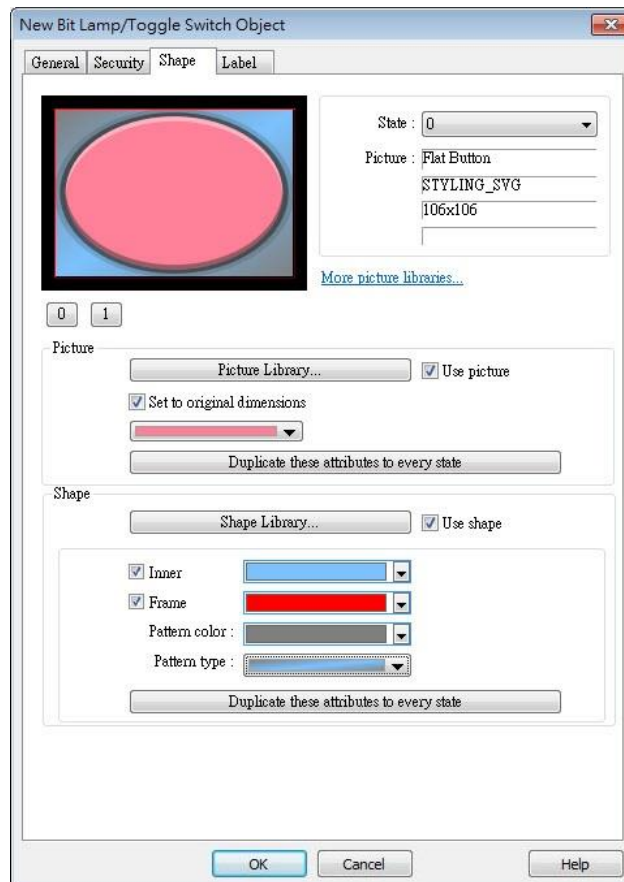 New Bit Lamp/Toggle Switch Object
General Security Shape Label
State : 0
Picture : Flat Button
STYLING_SVG
106x106
More picture libraries...
0 1
Picture
Picture Library... Use picture
Set to original dimensions
Duplicate these attributes to every state
Shape
Shape Library... Use shape
Inner
Frame
Pattern color :
Pattern type :
Duplicate these attributes to every state
OK Cancel Help